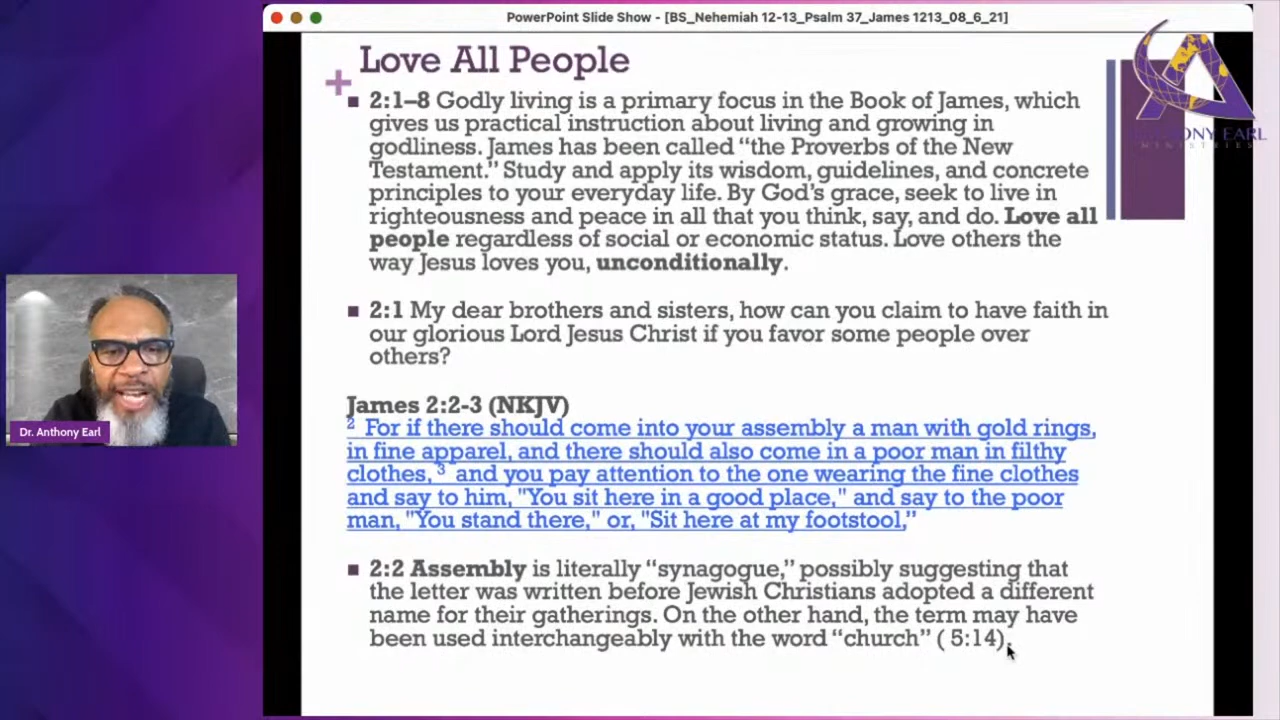 PowerPoint Slide Show - [BS_Nehemiah 12-13_Psalm 37_James 1213_08_6_21]
Love All People
2:1–8 Godly living is a primary focus in the Book of James, which
gives us practical instruction about living and growing in
godliness. James has been called “the Proverbs of the New
Testament.” Study and apply its wisdom, guidelines, and concrete
principles to your everyday life. By God’s grace, seek to live in
righteousness and peace in all that you think, say, and do. Love all
people regardless of social or economic status. Love others the
way Jesus loves you, unconditionally.
2:1 My dear brothers and sisters, how can you claim to have faith in
our glorious Lord Jesus Christ if you favor some people over
others?
James 2:2-3 (NKJV)
2 For if there should come into your assembly a man with gold rings,
in fine apparel, and there should also come in a poor man in filthy
clothes, 3 and you pay attention to the one wearing the fine clothes
and say to him, "You sit here in a good place," and say to the poor
man, "You stand there," or, "Sit here at my footstool,”
2:2 Assembly is literally “synagogue,” possibly suggesting that
the letter was written before Jewish Christians adopted a different
name for their gatherings. On the other hand, the term may have
been used interchangeably with the word “church” ( 5:14).
Dr. Anthony Earl
EARL
MINISTRIES